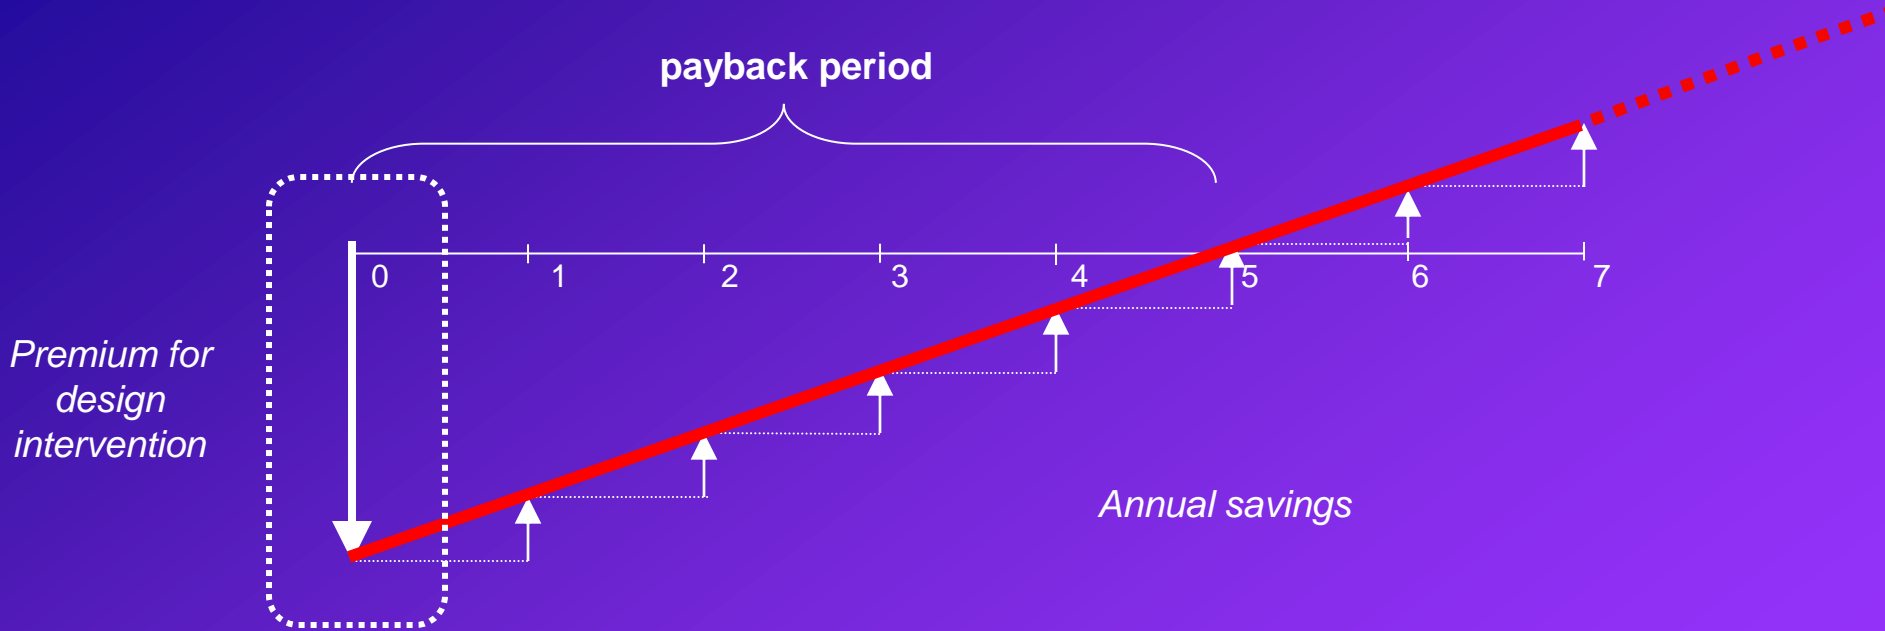 payback period
0
1
2
3
4
5
6
7
Premium for
design
intervention
Annual savings